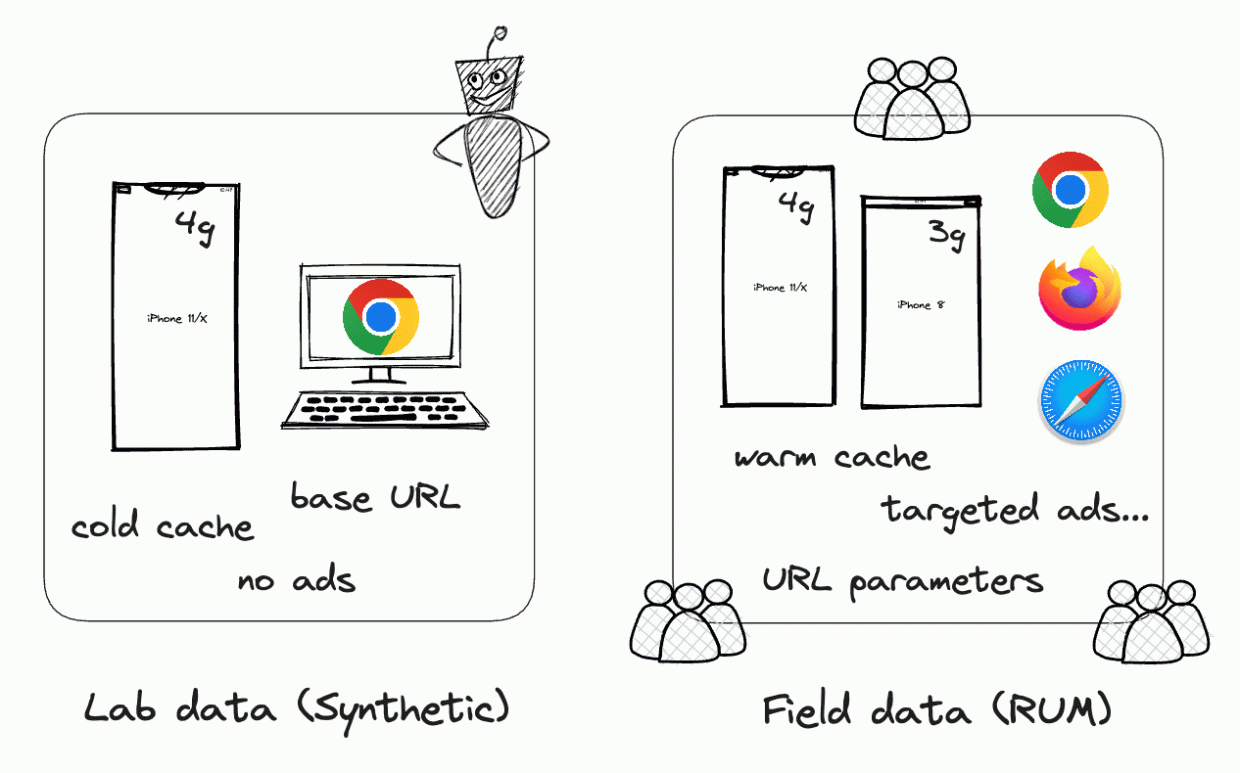 4g
iPhone 11/X
base URL
cold cache
no ads
Lab data (Synthetic)
4g
3g
iPhone 11/X
iPhone 8
warm cache
targeted ads...
URL parameters
Field data (RUM)